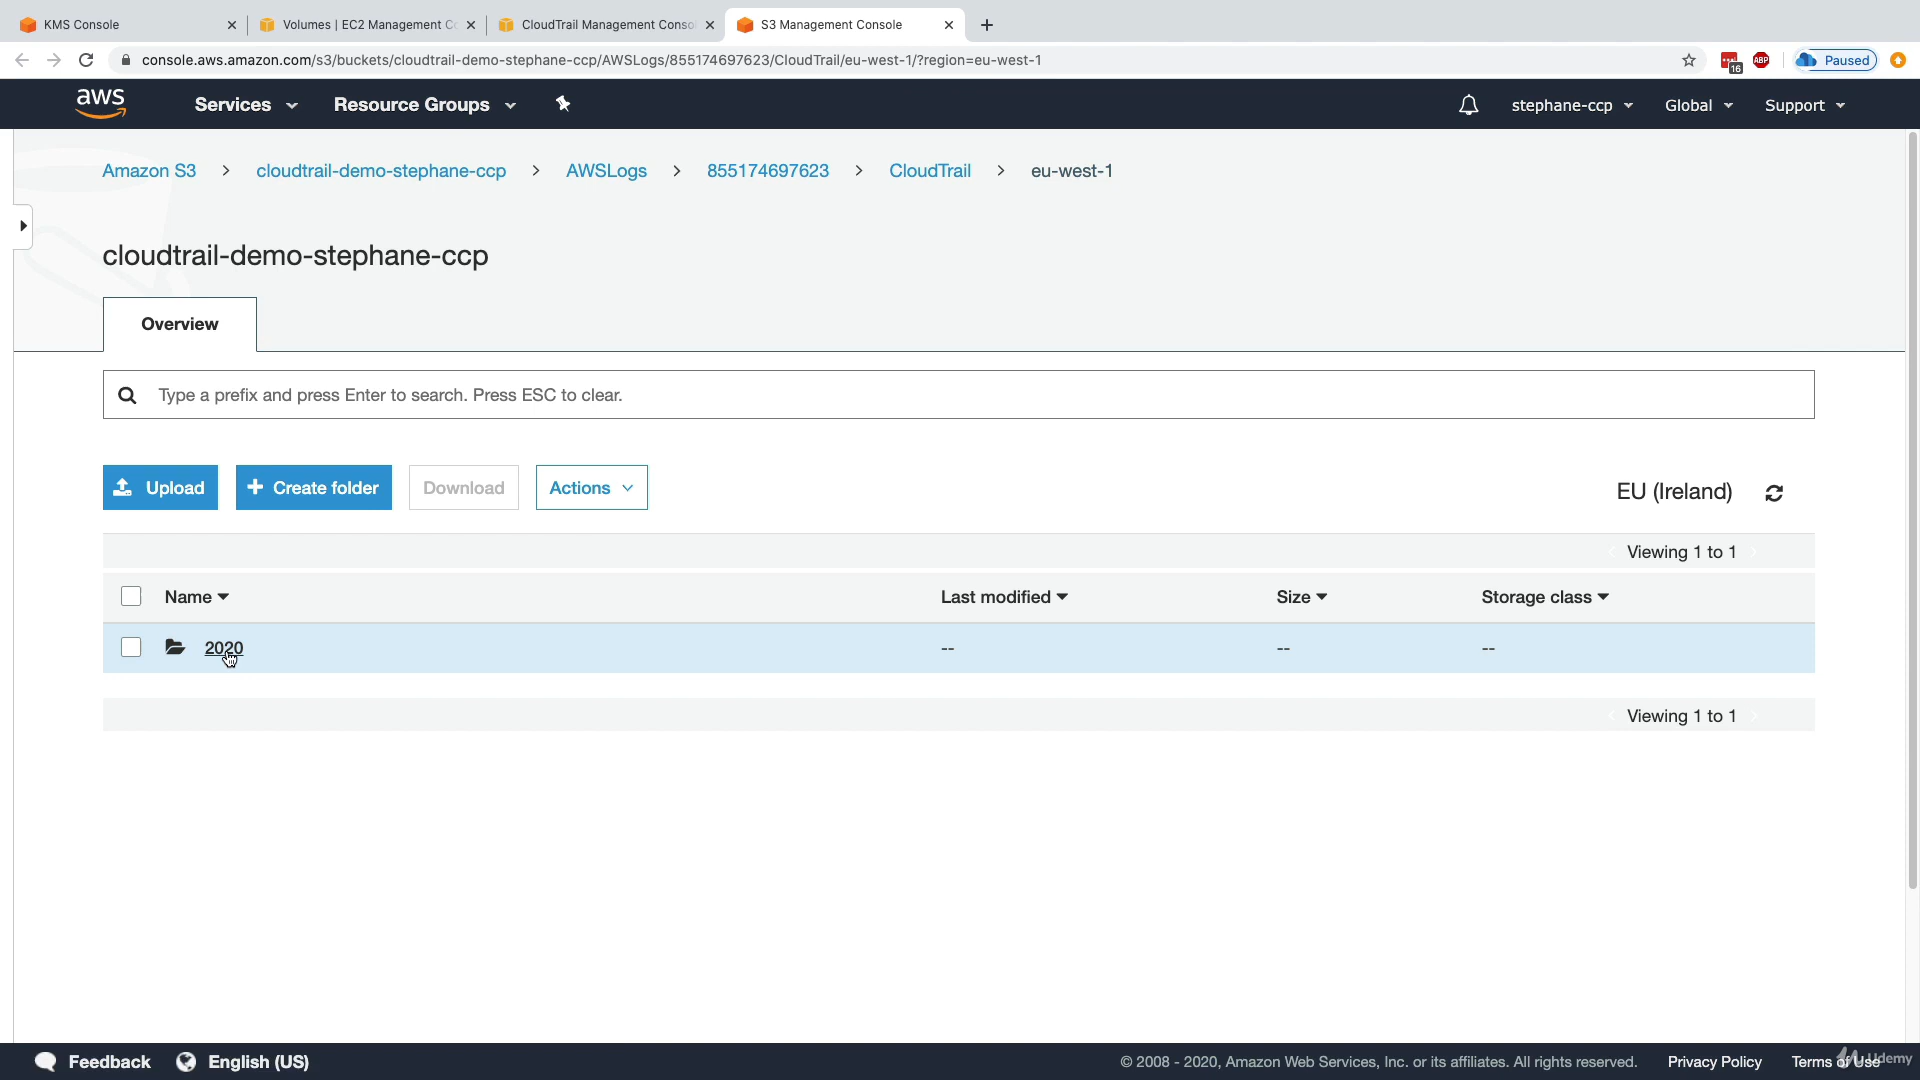 KMS Console
Volumes | EC2 Management Co
CloudTrail Management Conso
S3 Management Console
console.aws.amazon.com/s3/buckets/cloudtrail-demo-stephane-ccp/AWSLogs/855174697623/CloudTrail/eu-west-1/?region=eu-west-1
16
ABP
Paused
aws
Services
Resource Groups
stephane-ccp
Global
Support
Amazon S3 > cloudtrail-demo-stephane-ccp > AWSLogs > 855174697623 > CloudTrail > eu-west-1
cloudtrail-demo-stephane-ccp
Overview
Type a prefix and press Enter to search. Press ESC to clear.
Upload
+ Create folder
Download
Actions
EU (Ireland)
Viewing 1 to 1
Name
Last modified
Size
Storage class
2020
--
--
--
Viewing 1 to 1
Feedback
English (US)
© 2008 - 2020, Amazon Web Services, Inc. or its affiliates. All rights reserved.
Privacy Policy
Terms of Use
Udemy